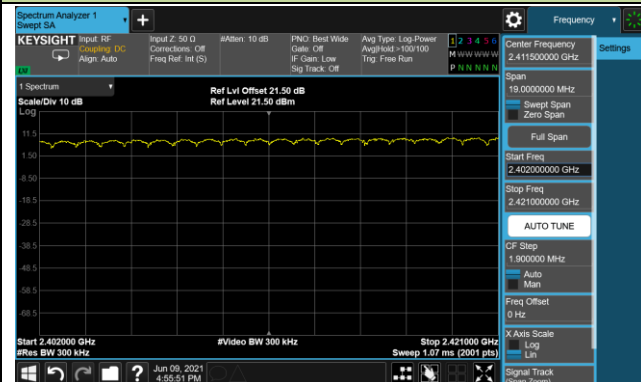 Spectrum Analyzer 1
Swept SA
Frequency
KEYSIGHT
Input: RF
Coupling: DC
Align: Auto
Input Z: 50 Ω
Corrections: Off
Freq Ref: Int (S)
#Atten: 10 dB
PNO: Best Wide
Gate: Off
IF Gain: Low
Sig Track: Off
Avg Type: Log-Power
Avg|Hold:>100/100
Trig: Free Run
1 2 3 4 5 6
M W W W W W
P N N N N N
1 Spectrum
Scale/Div 10 dB
Log
Ref Lvl Offset 21.50 dB
Ref Level 21.50 dBm
11.5
1.50
-8.50
-18.5
-28.5
-38.5
-48.5
-58.5
-68.5
Start 2.402000 GHz
#Res BW 300 kHz
#Video BW 300 kHz
Stop 2.421000 GHz
Sweep 1.07 ms (2001 pts)
Center Frequency
2.411500000 GHz
Settings
Span
19.0000000 MHz
Swept Span
Zero Span
Full Span
Start Freq
2.402000000 GHz
Stop Freq
2.421000000 GHz
AUTO TUNE
CF Step
1.900000 MHz
Auto
Man
Freq Offset
0 Hz
X Axis Scale
Log
Lin
Signal Track
(Span Zoom)
?
Jun 09, 2021
4:55:51 PM